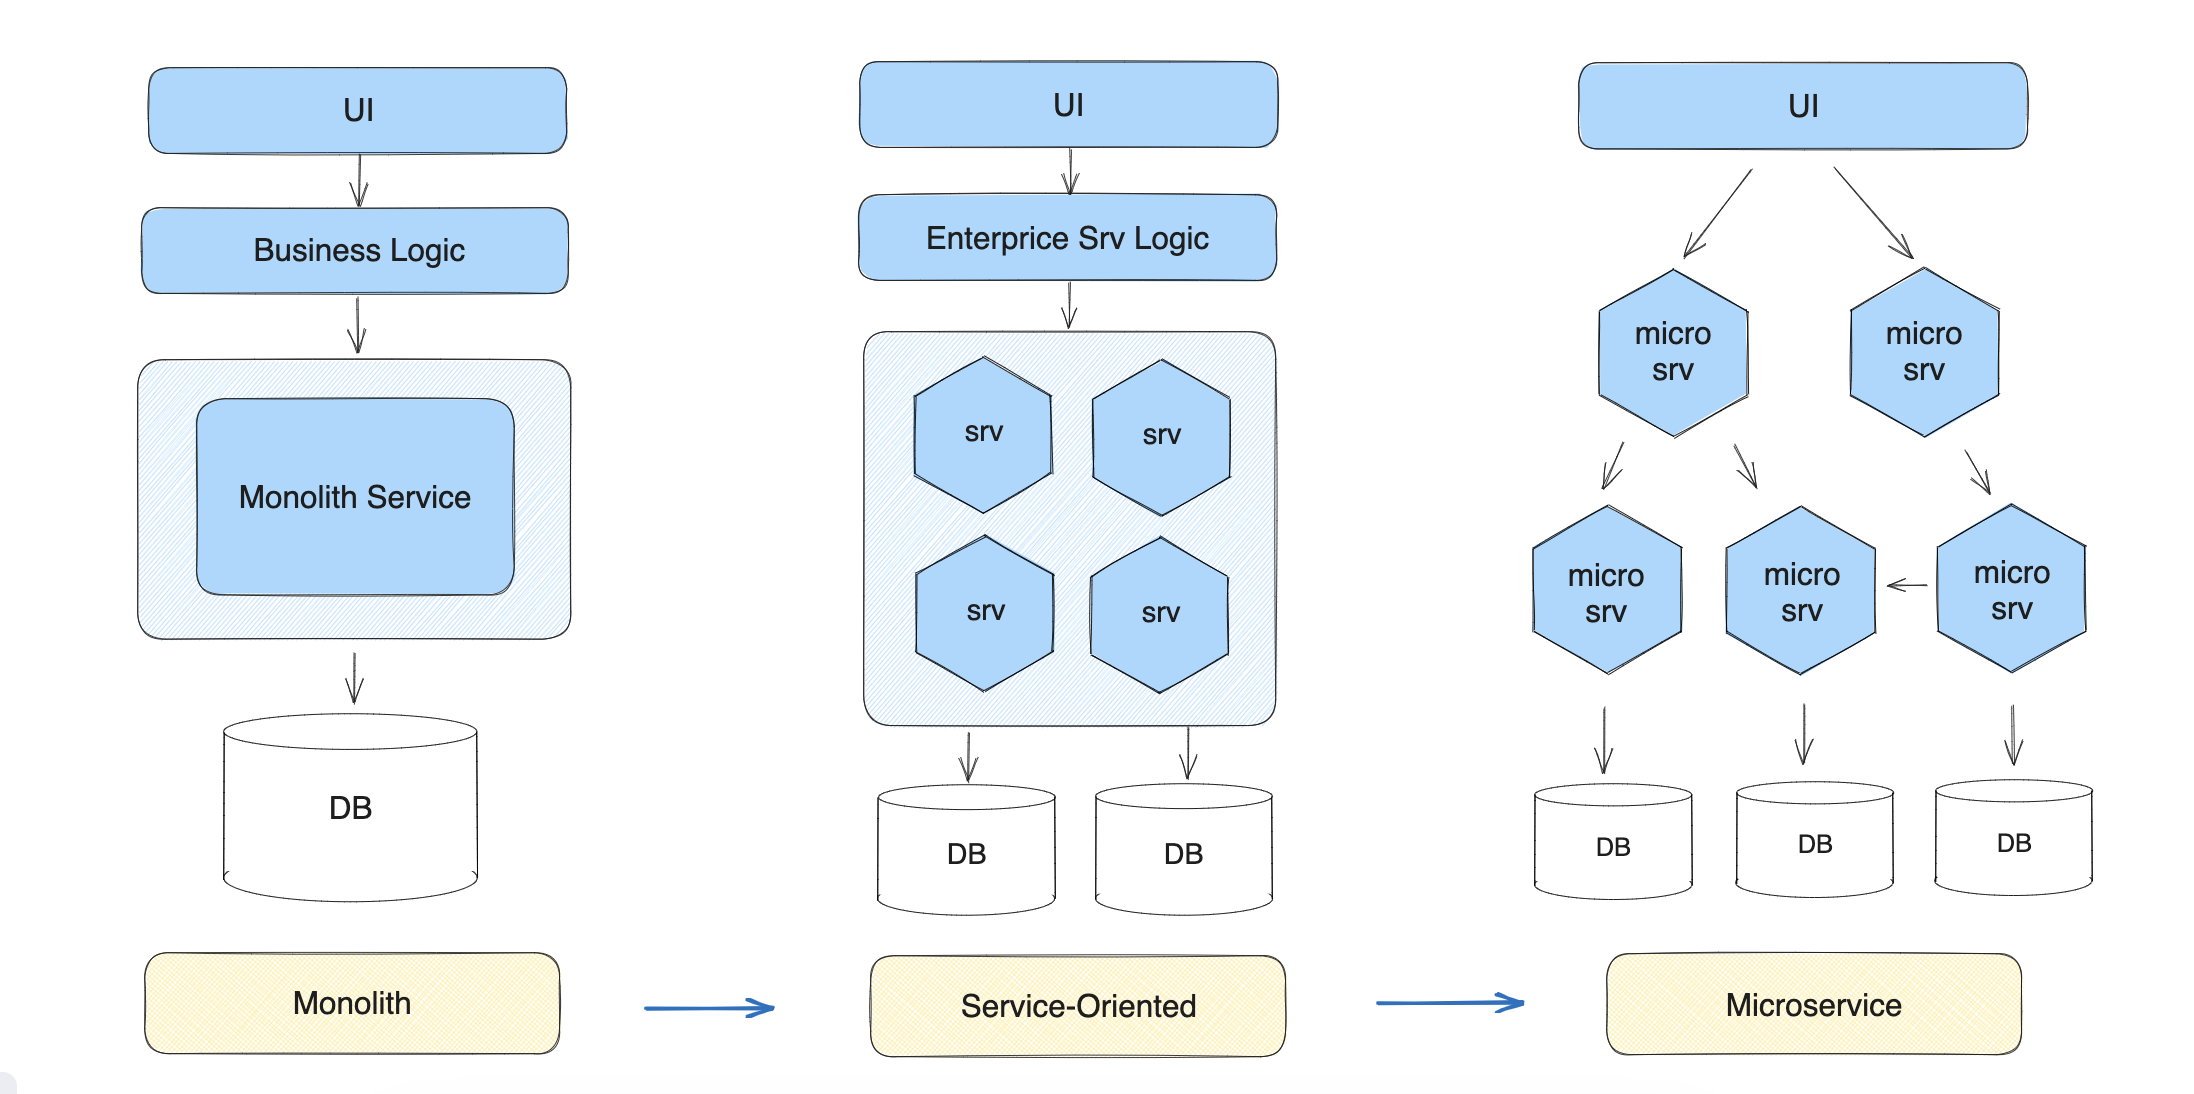 UI
Business Logic
Monolith Service
DB
Monolith
UI
Enterprice Srv Logic
srv
srv
srv
srv
DB
DB
Service-Oriented
UI
micro
srv
micro
srv
micro
srv
micro
srv
micro
srv
DB
DB
DB
Microservice